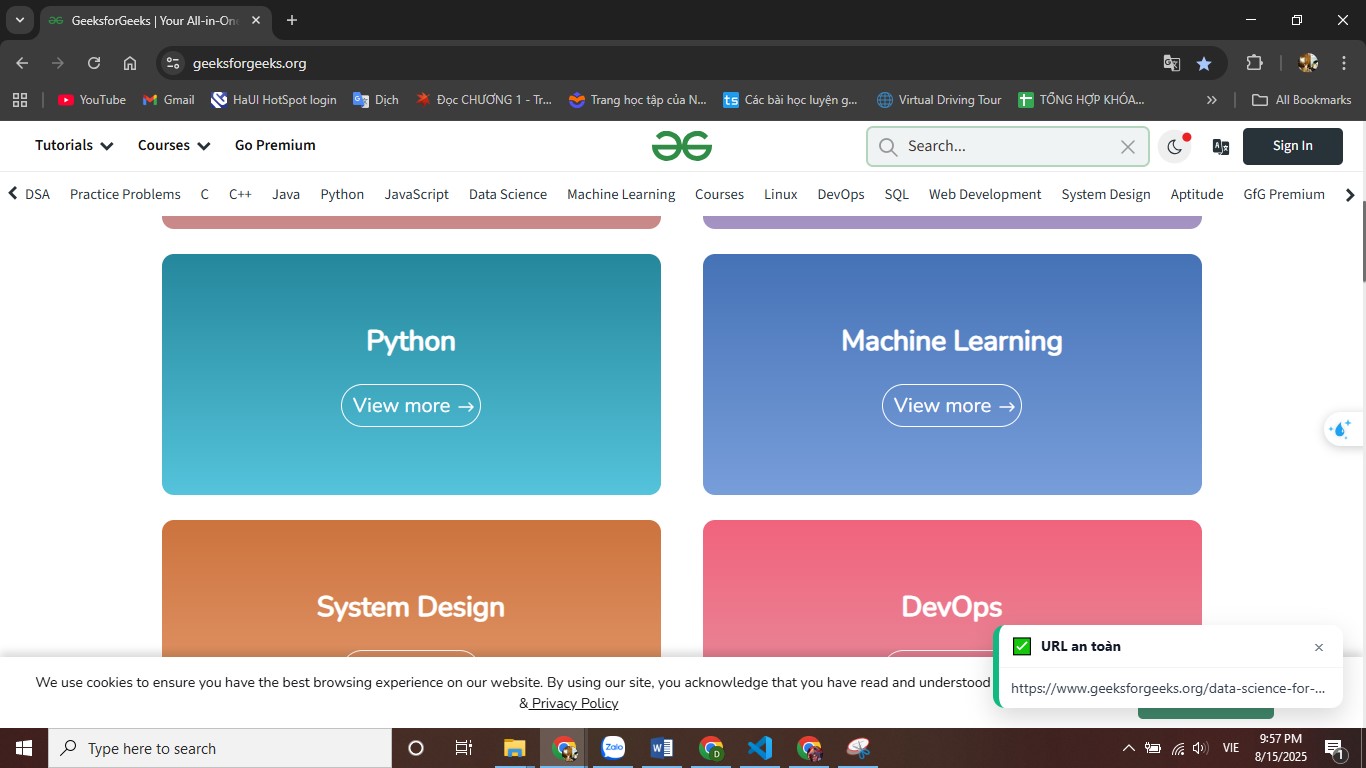 GeeksforGeeks | Your All-in-One
geeksforgeeks.org
YouTube
Gmail
HaUI HotSpot login
Dịch
Đọc CHƯƠNG 1 - Tr...
Trang học tập của N...
Các bài học luyện g...
Virtual Driving Tour
TỔNG HỢP KHÓA...
All Bookmarks
Tutorials
Courses
Go Premium
Search...
Sign In
DSA
Practice Problems
C
C++
Java
Python
JavaScript
Data Science
Machine Learning
Courses
Linux
DevOps
SQL
Web Development
System Design
Aptitude
GfG Premium
Python
View more →
Machine Learning
View more →
System Design
DevOps
We use cookies to ensure you have the best browsing experience on our website. By using our site, you acknowledge that you have read and understood
& Privacy Policy
URL an toàn
https://www.geeksforgeeks.org/data-science-for-...
Type here to search
Zalo
VIE
9:57 PM
8/15/2025
1